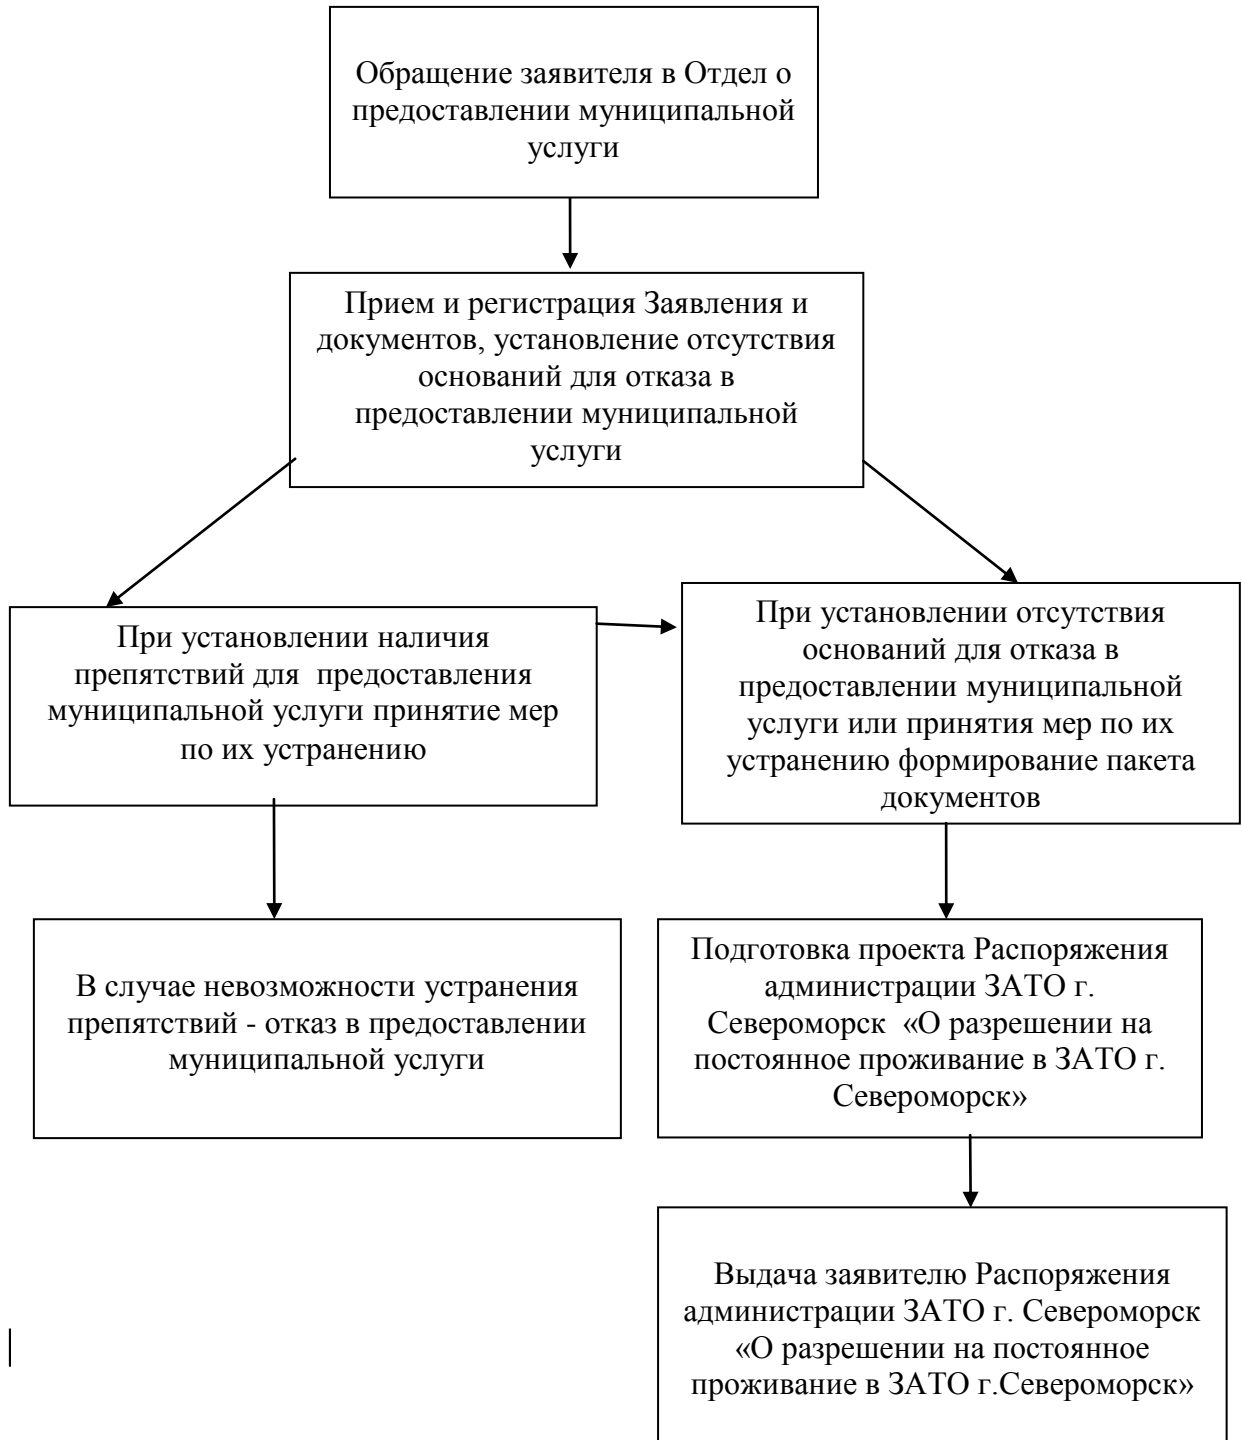 Обращение заявителя в Отдел о
предоставлении муниципальной
услуги
Прием и регистрация Заявления и
документов, установление отсутствия
оснований для отказа в
предоставлении муниципальной
услуги
При установлении наличия
препятствий для  предоставления
муниципальной услуги принятие мер
по их устранению
При установлении отсутствия
оснований для отказа в
предоставлении муниципальной
услуги или принятия мер по их
устранению формирование пакета
документов
В случае невозможности устранения
препятствий - отказ в предоставлении
муниципальной услуги
Подготовка проекта Распоряжения
администрации ЗАТО г.
Североморск  «О разрешении на
постоянное проживание в ЗАТО г.
Североморск»
Выдача заявителю Распоряжения
администрации ЗАТО г. Североморск
«О разрешении на постоянное
проживание в ЗАТО г.Североморск»